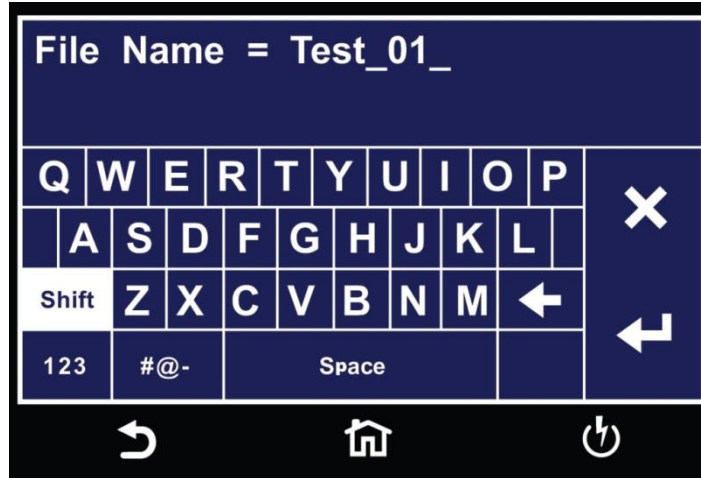 File Name = Test_01_
Q W E R T Y U I O P
A S D F G H J K L
Shift Z X C V B N M
123 #@- Space